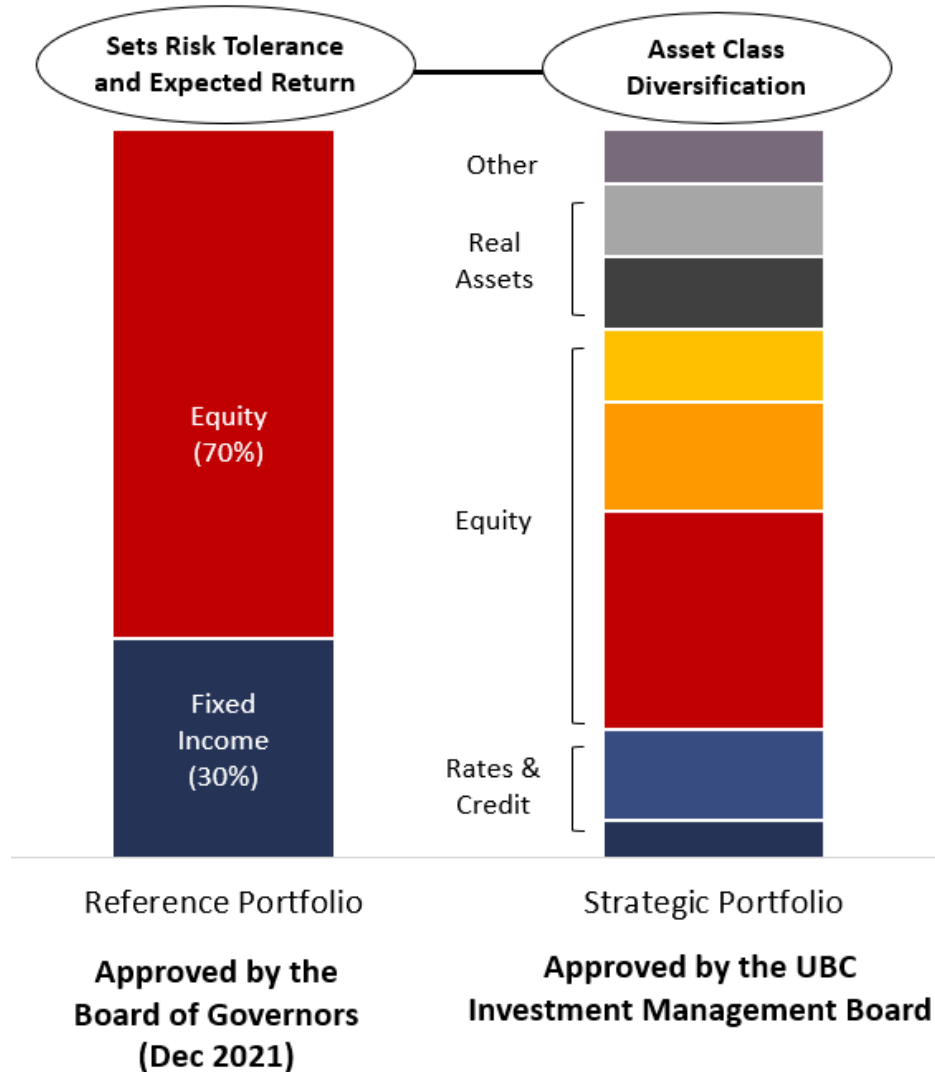 Sets Risk Tolerance
and Expected Return
Asset Class
Diversification
Equity
(70%)
Fixed
Income
(30%)
Other
Real
Assets
Equity
Rates &
Credit
Reference Portfolio
Approved by the
Board of Governors
(Dec 2021)
Strategic Portfolio
Approved by the UBC
Investment Management Board